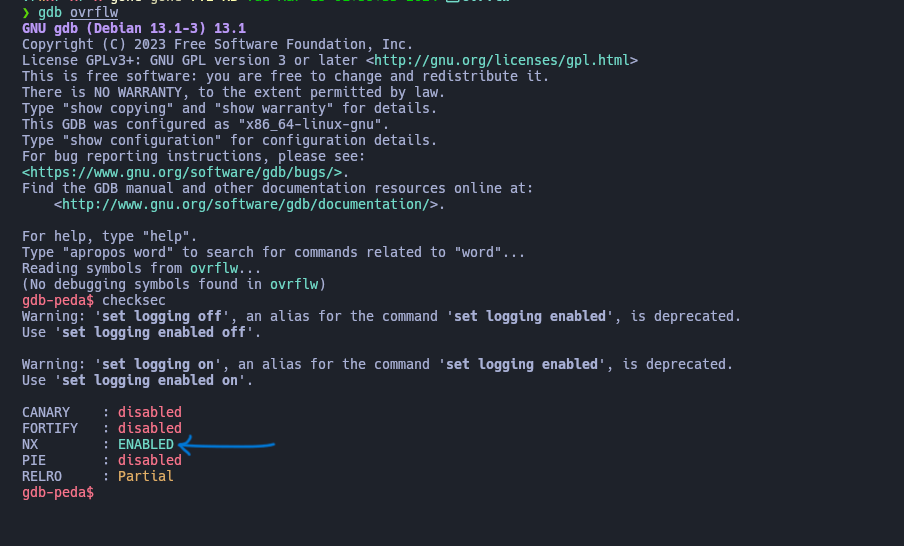 ❯ gdb ovrflw
GNU gdb (Debian 13.1-3) 13.1
Copyright (C) 2023 Free Software Foundation, Inc.
License GPLv3+: GNU GPL version 3 or later <http://gnu.org/licenses/gpl.html>
This is free software: you are free to change and redistribute it.
There is NO WARRANTY, to the extent permitted by law.
Type "show copying" and "show warranty" for details.
This GDB was configured as "x86_64-linux-gnu".
Type "show configuration" for configuration details.
For bug reporting instructions, please see:
<https://www.gnu.org/software/gdb/bugs/>.
Find the GDB manual and other documentation resources online at:
    <http://www.gnu.org/software/gdb/documentation/>.

For help, type "help".
Type "apropos word" to search for commands related to "word"...
Reading symbols from ovrflw...
(No debugging symbols found in ovrflw)
gdb-peda$ checksec
Warning: 'set logging off', an alias for the command 'set logging enabled', is deprecated.
Use 'set logging enabled off'.

Warning: 'set logging on', an alias for the command 'set logging enabled', is deprecated.
Use 'set logging enabled on'.

CANARY    : disabled
FORTIFY   : disabled
NX        : ENABLED
PIE       : disabled
RELRO     : Partial
gdb-peda$